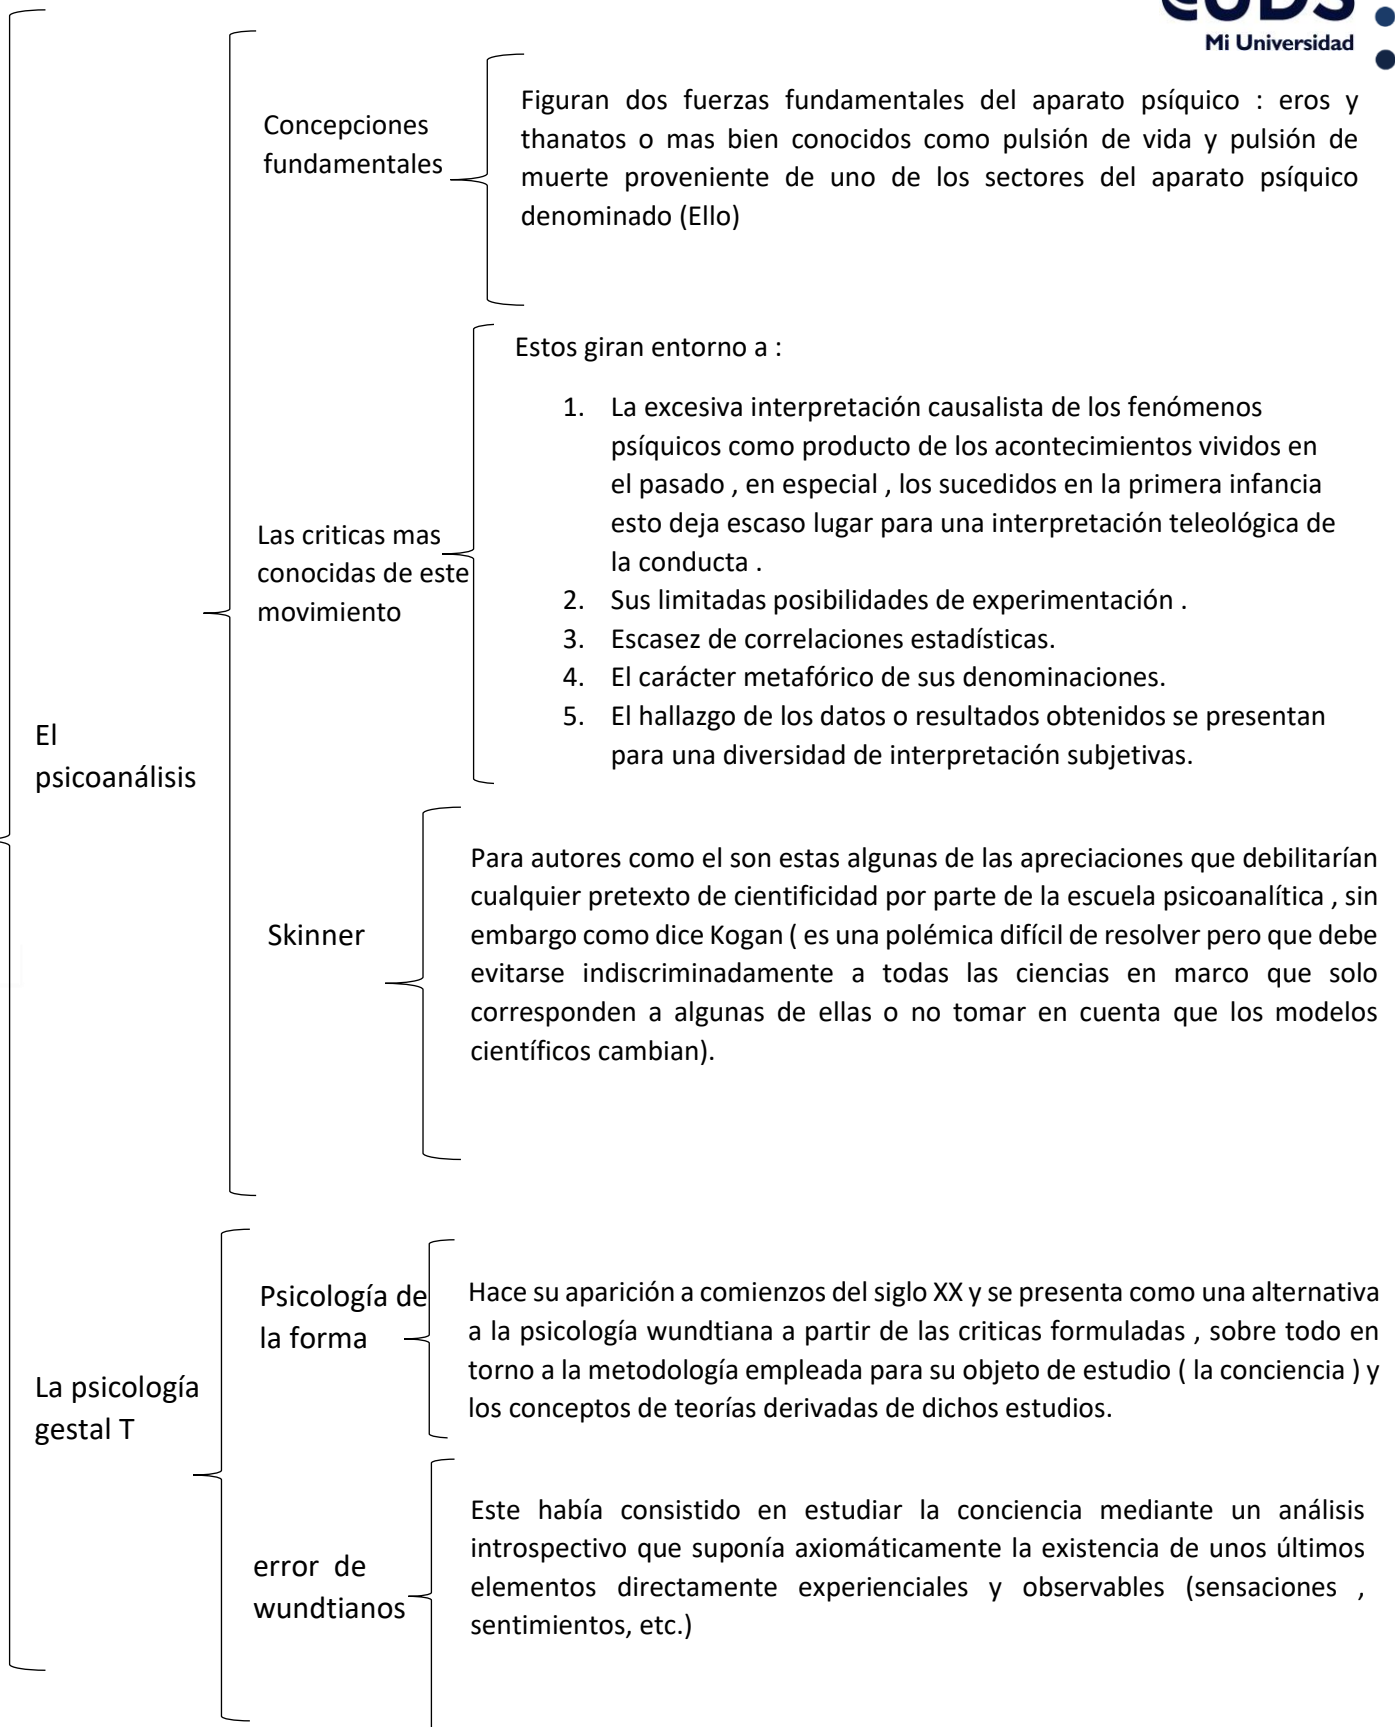 Mi Universidad
Concepciones
fundamentales
Figuran dos fuerzas fundamentales del aparato psíquico : eros y
thanatos o mas bien conocidos como pulsión de vida y pulsión de
muerte proveniente de uno de los sectores del aparato psíquico
denominado (Ello)
El
psicoanálisis
Las criticas mas
conocidas de este
movimiento
Estos giran entorno a :
1. La excesiva interpretación causalista de los fenómenos
psíquicos como producto de los acontecimientos vividos en
el pasado , en especial , los sucedidos en la primera infancia
esto deja escaso lugar para una interpretación teleológica de
la conducta .
2. Sus limitadas posibilidades de experimentación .
3. Escasez de correlaciones estadísticas.
4. El carácter metafórico de sus denominaciones.
5. El hallazgo de los datos o resultados obtenidos se presentan
para una diversidad de interpretación subjetivas.
Skinner
Para autores como el son estas algunas de las apreciaciones que debilitarían
cualquier pretexto de cientificidad por parte de la escuela psicoanalítica , sin
embargo como dice Kogan ( es una polémica difícil de resolver pero que debe
evitarse indiscriminadamente a todas las ciencias en marco que solo
corresponden a algunas de ellas o no tomar en cuenta que los modelos
científicos cambian).
La psicología
gestal T
Psicología de
la forma
Hace su aparición a comienzos del siglo XX y se presenta como una alternativa
a la psicología wundtiana a partir de las criticas formuladas , sobre todo en
torno a la metodología empleada para su objeto de estudio ( la conciencia ) y
los conceptos de teorías derivadas de dichos estudios.
error de
wundtianos
Este había consistido en estudiar la conciencia mediante un análisis
introspectivo que suponía axiomáticamente la existencia de unos últimos
elementos directamente experienciales y observables (sensaciones ,
sentimientos, etc.)